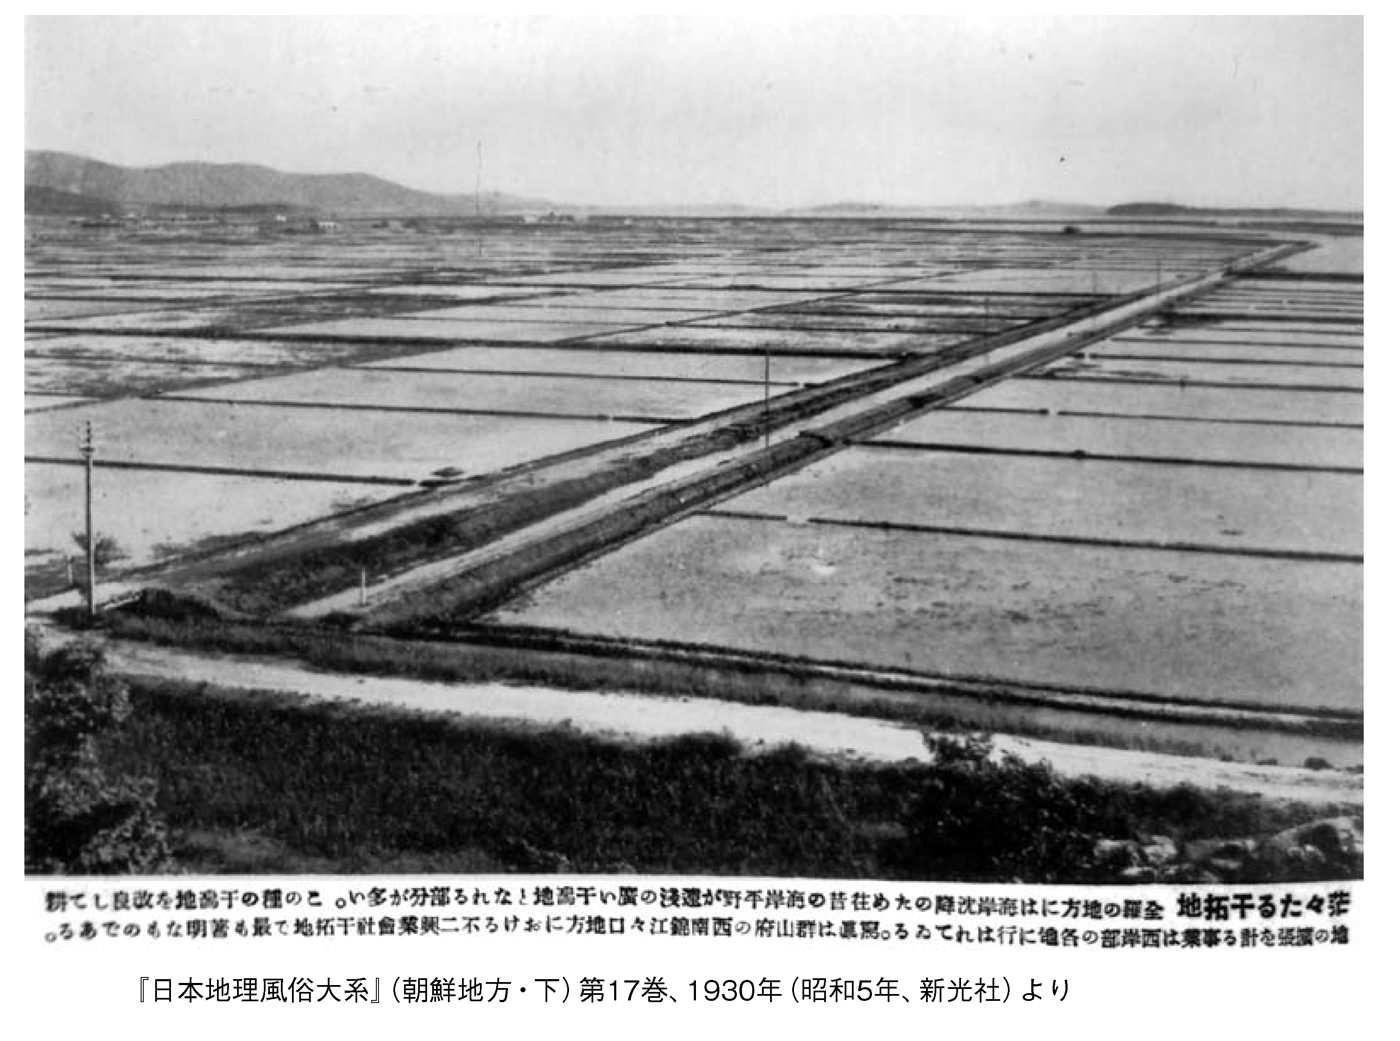 茫々たる干拓地 全羅の地方には海岸沈降のため往昔の海岸平野が遠浅の廣い干潟地となれる部分が多い。この種の干潟地を改良して耕
地の擴張を計る事業は西岸部の各地に行はれてゐる。寫眞は群山府の西南錦江々口地方における不二興業會社干拓地で最も著明なものである。
『日本地理風俗大系』（朝鮮地方・下）第17巻、1930年（昭和5年、新光社）より